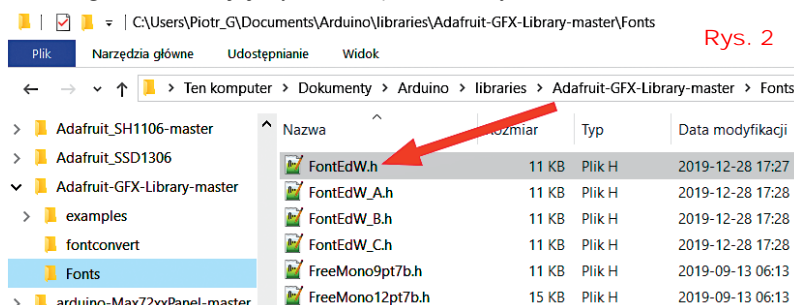 C:\Users\Piotr_G\Documents\Arduino\libraries\Adafruit-GFX-Library-master\Fonts
Rys. 2
Plik Narzędzia główne Udostępnianie Widok
Ten komputer > Dokumenty > Arduino > libraries > Adafruit-GFX-Library-master > Fonts
Adafruit_SH1106-master
Adafruit_SSD1306
Adafruit-GFX-Library-master
examples
fontconvert
Fonts
arduino-Max72xxPanel-master
Nazwa Rozmiar Typ Data modyfikacji
FontEdW.h 11 KB Plik H 2019-12-28 17:27
FontEdW_A.h 11 KB Plik H 2019-12-28 17:28
FontEdW_B.h 11 KB Plik H 2019-12-28 17:28
FontEdW_C.h 11 KB Plik H 2019-12-28 17:28
FreeMono9pt7b.h 11 KB Plik H 2019-09-13 06:13
FreeMono12pt7b.h 15 KB Plik H 2019-09-13 06:13